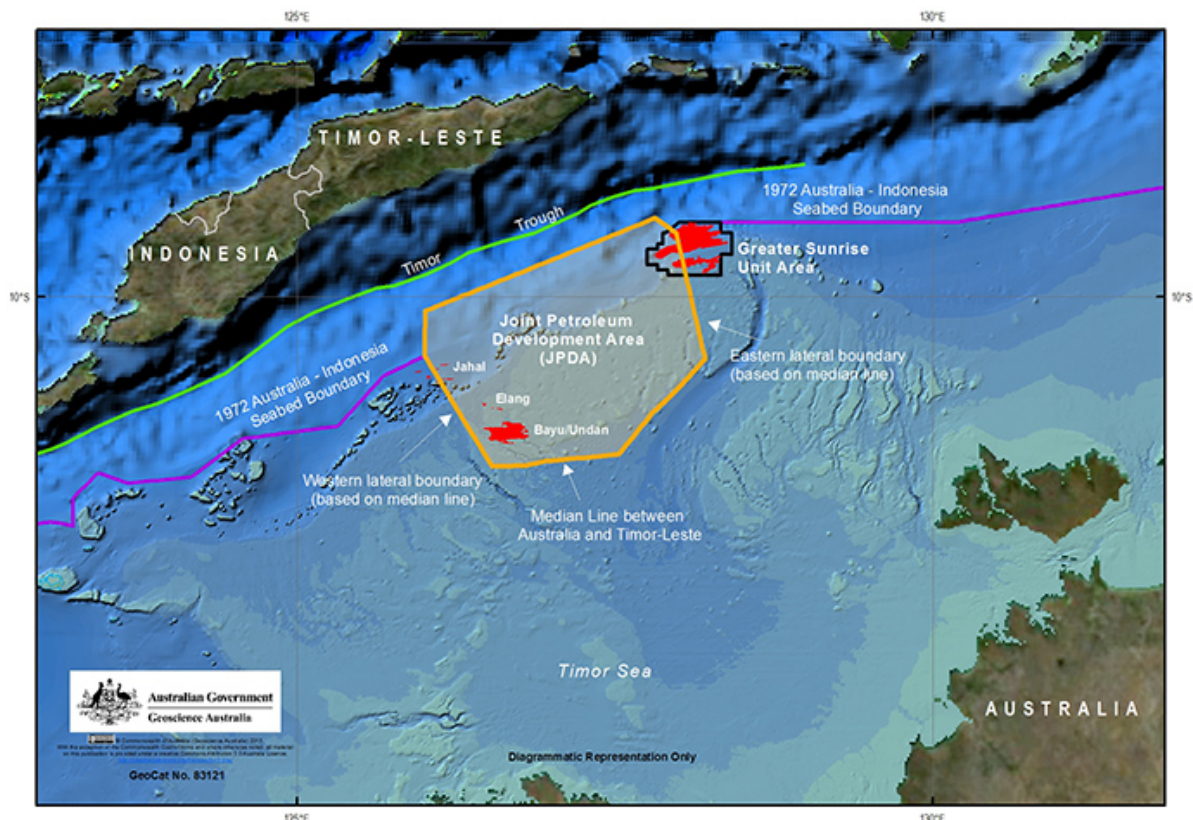 125°E
130°E
TIMOR-LESTE
1972 Australia - Indonesia
Seabed Boundary
Trough
INDONESIA
Greater Sunrise
Unit Area
Timor
10°S
10°S
Joint Petroleum
Development Area
(JPDA)
Eastern lateral boundary
(based on median line)
1972 Australia - Indonesia
Seabed Boundary
Jahal
Elang
Bayu/Undan
Western lateral boundary
(based on median line)
Median Line between
Australia and Timor-Leste
Timor Sea
Australian Government
Geoscience Australia
AUSTRALIA
Diagrammatic Representation Only
GeoCat No. 83121
125°E
130°E